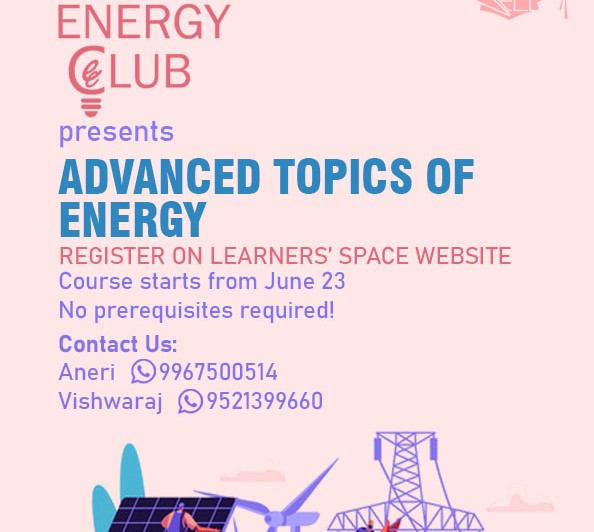 ENERGY
CLUB
presents
ADVANCED TOPICS OF
ENERGY
REGISTER ON LEARNERS' SPACE WEBSITE
Course starts from June 23
No prerequisites required!
Contact Us:
Aneri 9967500514
Vishwaraj 9521399660